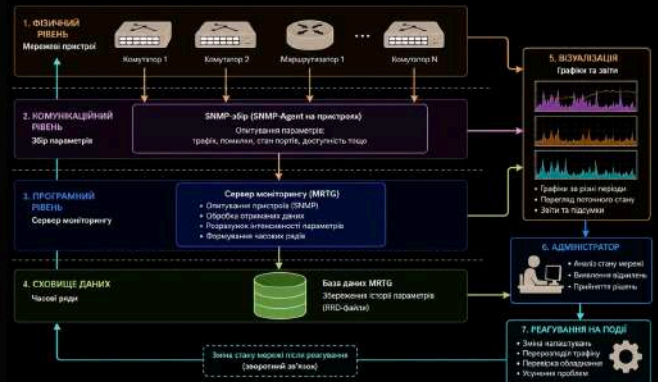 1. ФІЗИЧНИЙ
РІВЕНЬ
Мережеві пристрої
Комутатор 1
Комутатор 2
Маршрутизатор 1
...
Комутатор N
2. КОМУНІКАЦІЙНИЙ
РІВЕНЬ
Збір параметрів
SNMP-збір (SNMP-Agent на пристроях)
Опитування параметрів:
трафік, помилки, стан портів, доступність тощо
3. ПРОГРАМНИЙ
РІВЕНЬ
Сервер моніторингу
Сервер моніторингу (MRTG)
• Опитування пристроїв (SNMP)
• Обробка отриманих даних
• Розрахунок інтенсивності параметрів
• Формування часових рядів
4. СХОВИЩЕ ДАНИХ
Часові ряди
База даних MRTG
Збереження історії параметрів
(RRD-файли)
5. ВІЗУАЛІЗАЦІЯ
Графіки та звіти
• Графіки за різні періоди
• Перегляд поточного стану
• Звіти та підсумки
6. АДМІНІСТРАТОР
• Аналіз стану мережі
• Виявлення відхилень
• Прийняття рішень
7. РЕАГУВАННЯ НА ПОДІЇ
• Зміна налаштувань
• Перерозподіл трафіку
• Перевірка обладнання
• Усунення проблем
Зміна стану мережі після реагування
(зворотний зв'язок)